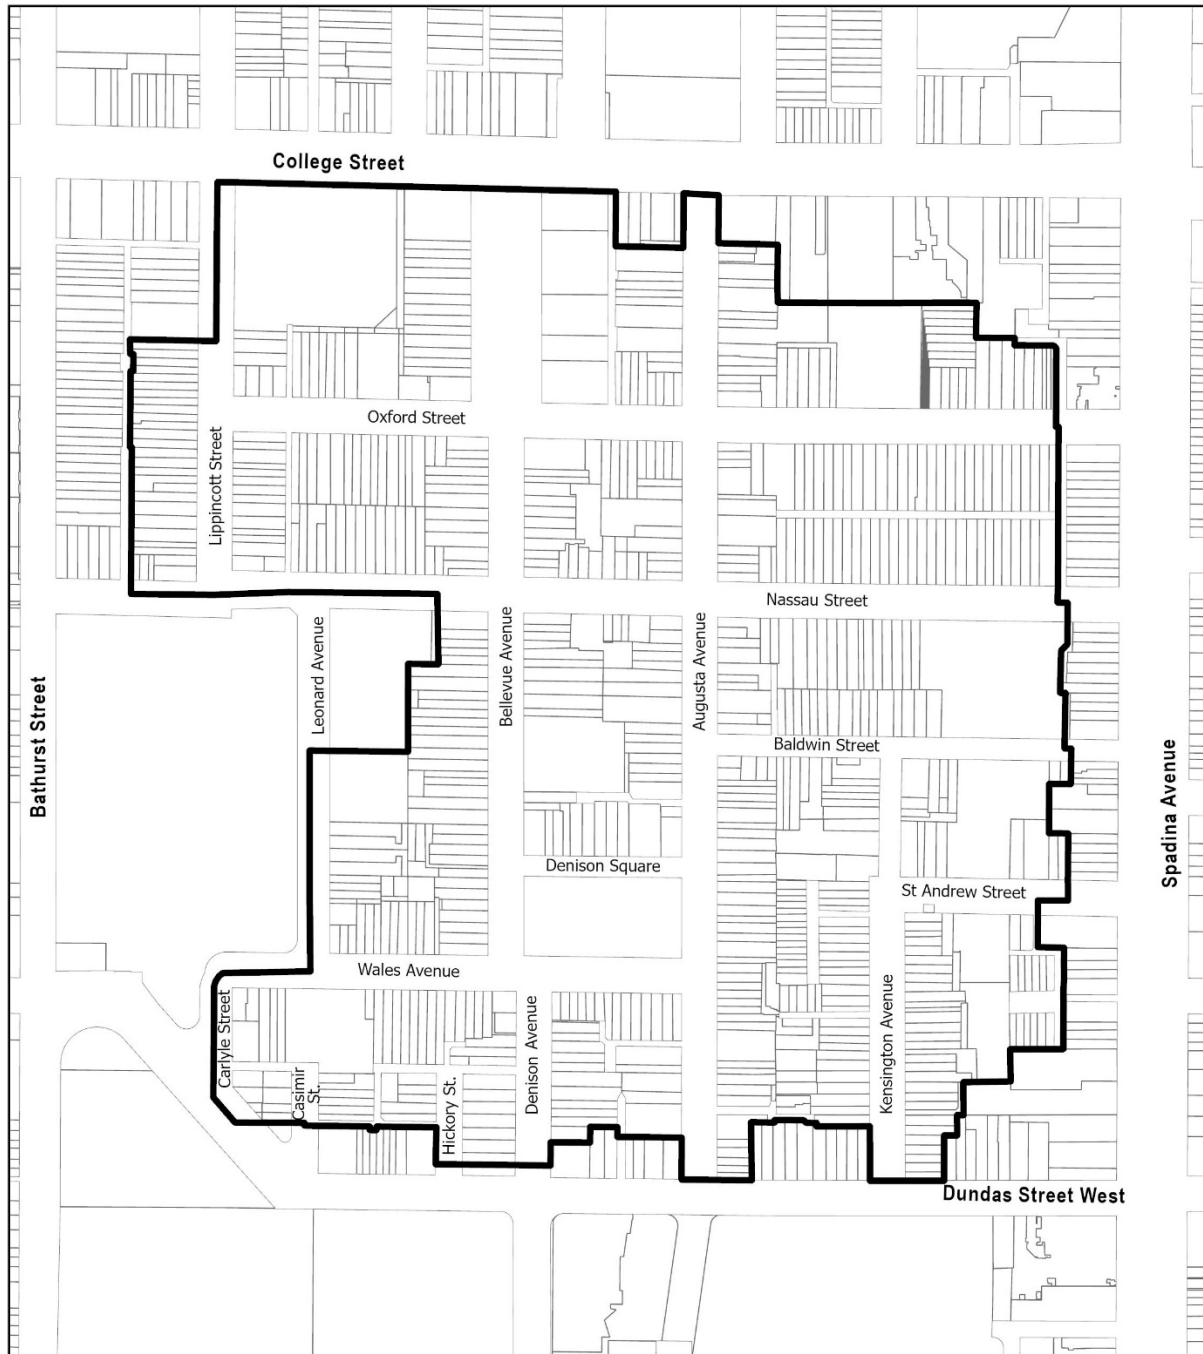 College Street
Oxford Street
Lippincott Street
Nassau Street
Leonard Avenue
Bellevue Avenue
Augusta Avenue
Bathurst Street
Baldwin Street
Spadina Avenue
Denison Square
St Andrew Street
Wales Avenue
Carlyle Street
Casimir
St.
Hickory St.
Denison Avenue
Kensington Avenue
Dundas Street West